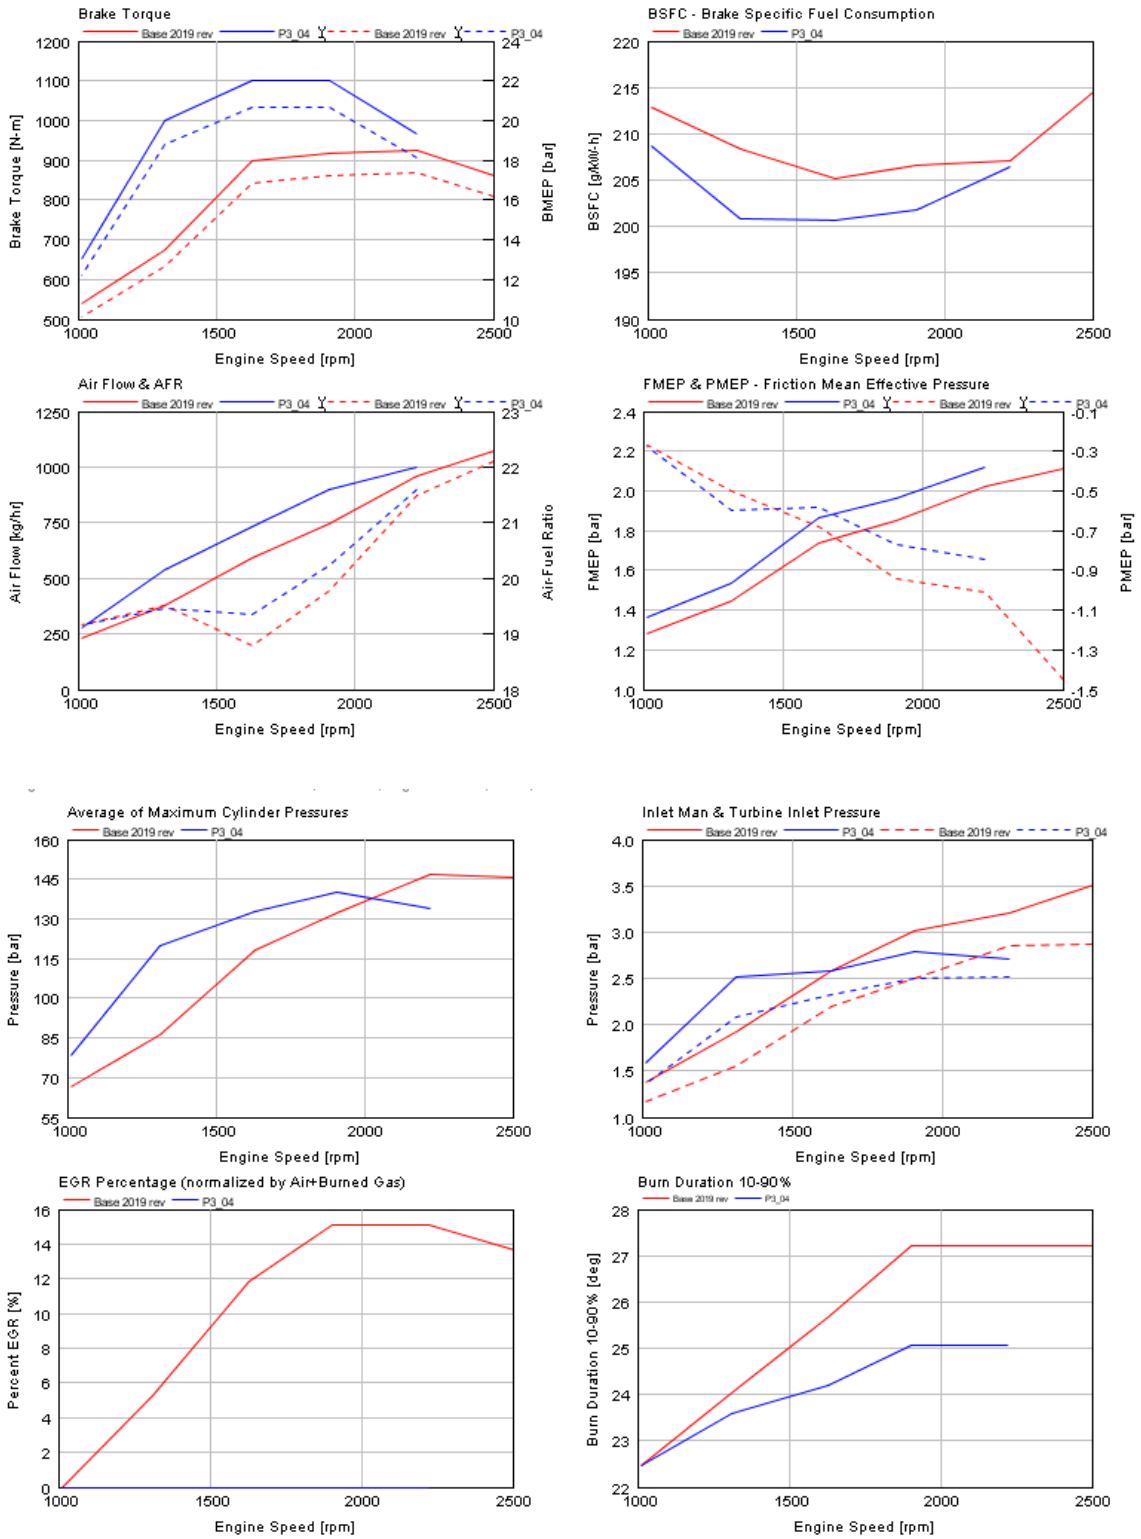 Brake Torque
Base 2019 rev P3_04 Base 2019 rev P3_04
1200
1100
1000
900
800
700
600
500
Brake Torque [N-m]
24
22
20
18
16
14
12
10
BMEP [bar]
1000 1500 2000 2500
Engine Speed [rpm]
BSFC - Brake Specific Fuel Consumption
Base 2019 rev P3_04
220
215
210
205
200
195
190
BSFC [g/kW-h]
1000 1500 2000 2500
Engine Speed [rpm]
Air Flow & AFR
Base 2019 rev P3_04 Base 2019 rev P3_04
1250
1000
750
500
250
0
Air Flow [kg/hr]
23
22
21
20
19
18
Air-Fuel Ratio
1000 1500 2000 2500
Engine Speed [rpm]
FMEP & PMEP - Friction Mean Effective Pressure
Base 2019 rev P3_04 Base 2019 rev P3_04
2.4
2.2
2.0
1.8
1.6
1.4
1.2
1.0
FMEP [bar]
-0.1
-0.3
-0.5
-0.7
-0.9
-1.1
-1.3
-1.5
PMEP [bar]
1000 1500 2000 2500
Engine Speed [rpm]
Average of Maximum Cylinder Pressures
Base 2019 rev P3_04
160
145
130
115
100
85
70
55
Pressure [bar]
1000 1500 2000 2500
Engine Speed [rpm]
Inlet Man & Turbine Inlet Pressure
Base 2019 rev P3_04 Base 2019 rev P3_04
4.0
3.5
3.0
2.5
2.0
1.5
1.0
Pressure [bar]
1000 1500 2000 2500
Engine Speed [rpm]
EGR Percentage (normalized by Air+Burned Gas)
Base 2019 rev P3_04
16
14
12
10
8
6
4
2
0
Percent EGR [%]
1000 1500 2000 2500
Engine Speed [rpm]
Burn Duration 10-90%
Base 2019 rev P3_04
28
27
26
25
24
23
22
Burn Duration 10-90% [deg]
1000 1500 2000 2500
Engine Speed [rpm]